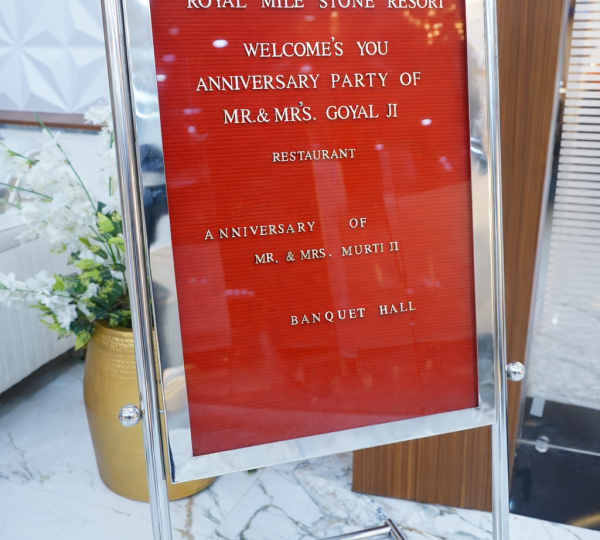 ROYAL MILE STONE RESORT
WELCOME'S YOU
ANNIVERSARY PARTY OF
MR.& MR'S. GOYAL JI
RESTAURANT
ANNIVERSARY OF
MR. & MRS. MURTI JI
BANQUET HALL